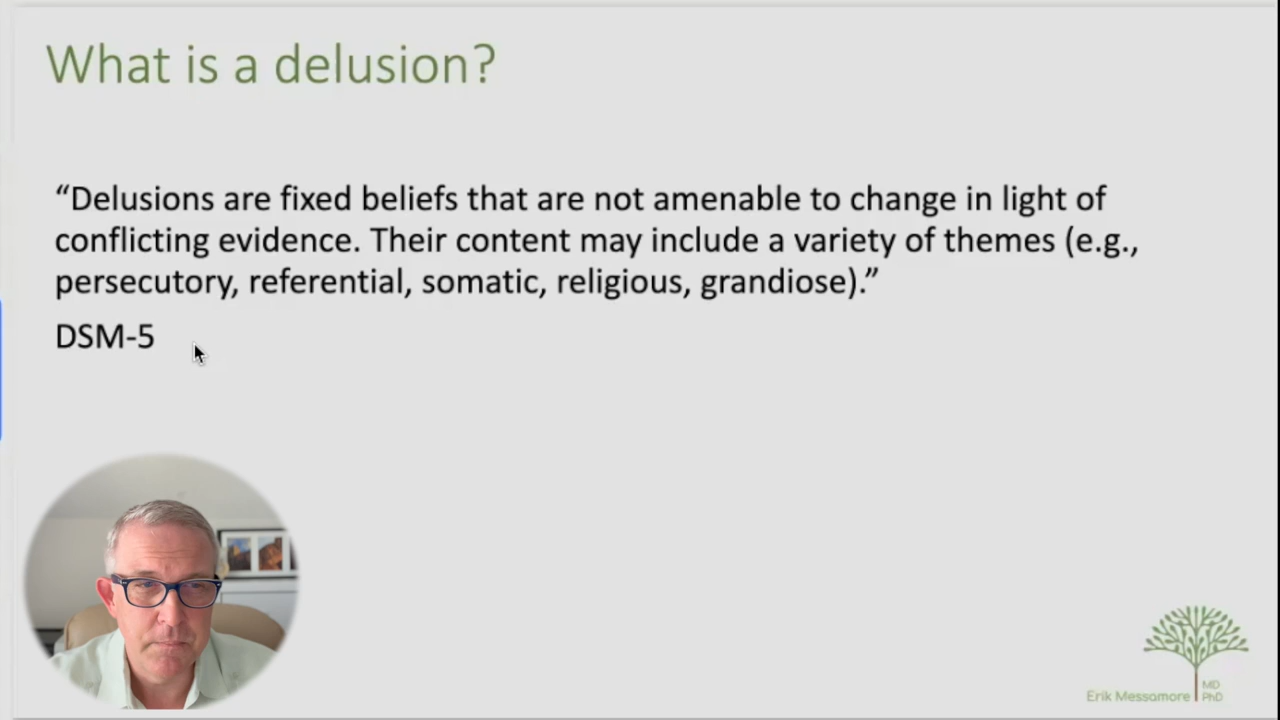 What is a delusion?
“Delusions are fixed beliefs that are not amenable to change in light of
conflicting evidence. Their content may include a variety of themes (e.g.,
persecutory, referential, somatic, religious, grandiose).”
DSM-5
Erik Messamore
MD
PhD